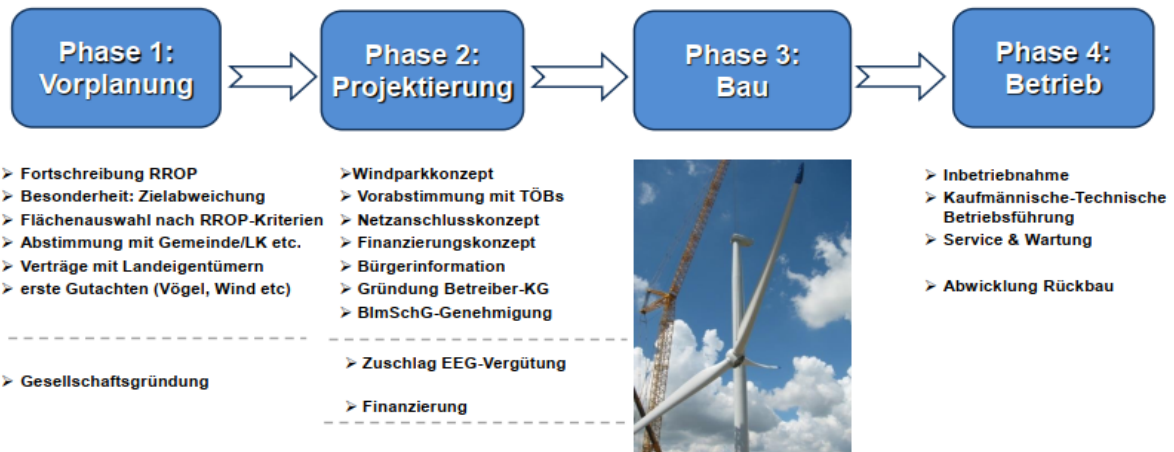 Phase 1:
Vorplanung
Phase 2:
Projektierung
Phase 3:
Bau
Phase 4:
Betrieb
➢ Fortschreibung RROP
➢ Besonderheit: Zielabweichung
➢ Flächenauswahl nach RROP-Kriterien
➢ Abstimmung mit Gemeinde/LK etc.
➢ Verträge mit Landeigentümern
➢ erste Gutachten (Vögel, Wind etc)
➢ Gesellschaftsgründung
➢Windparkkonzept
➢ Vorabstimmung mit TÖBs
➢ Netzanschlusskonzept
➢ Finanzierungskonzept
➢ Bürgerinformation
➢ Gründung Betreiber-KG
➢ BImSchG-Genehmigung
➢ Zuschlag EEG-Vergütung
➢ Finanzierung
➢ Inbetriebnahme
➢ Kaufmännische-Technische
Betriebsführung
➢ Service & Wartung
➢ Abwicklung Rückbau